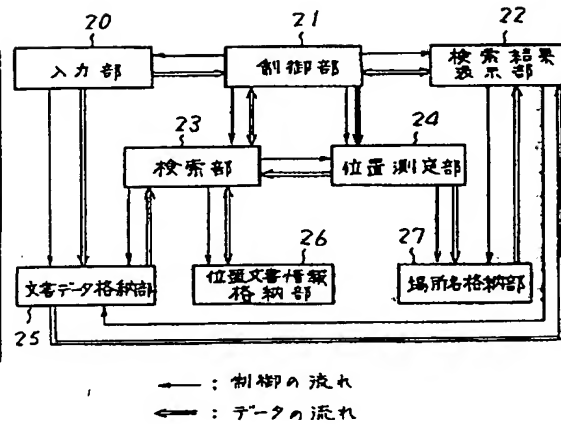 20
21
22
入力部
制御部
検索結果
表示部
23
24
検索部
位置測定部
26
27
文書データ格納部
位置文書情報
格納部
場所名格納部
25
← : 制御の流れ
⇐ : データの流れ